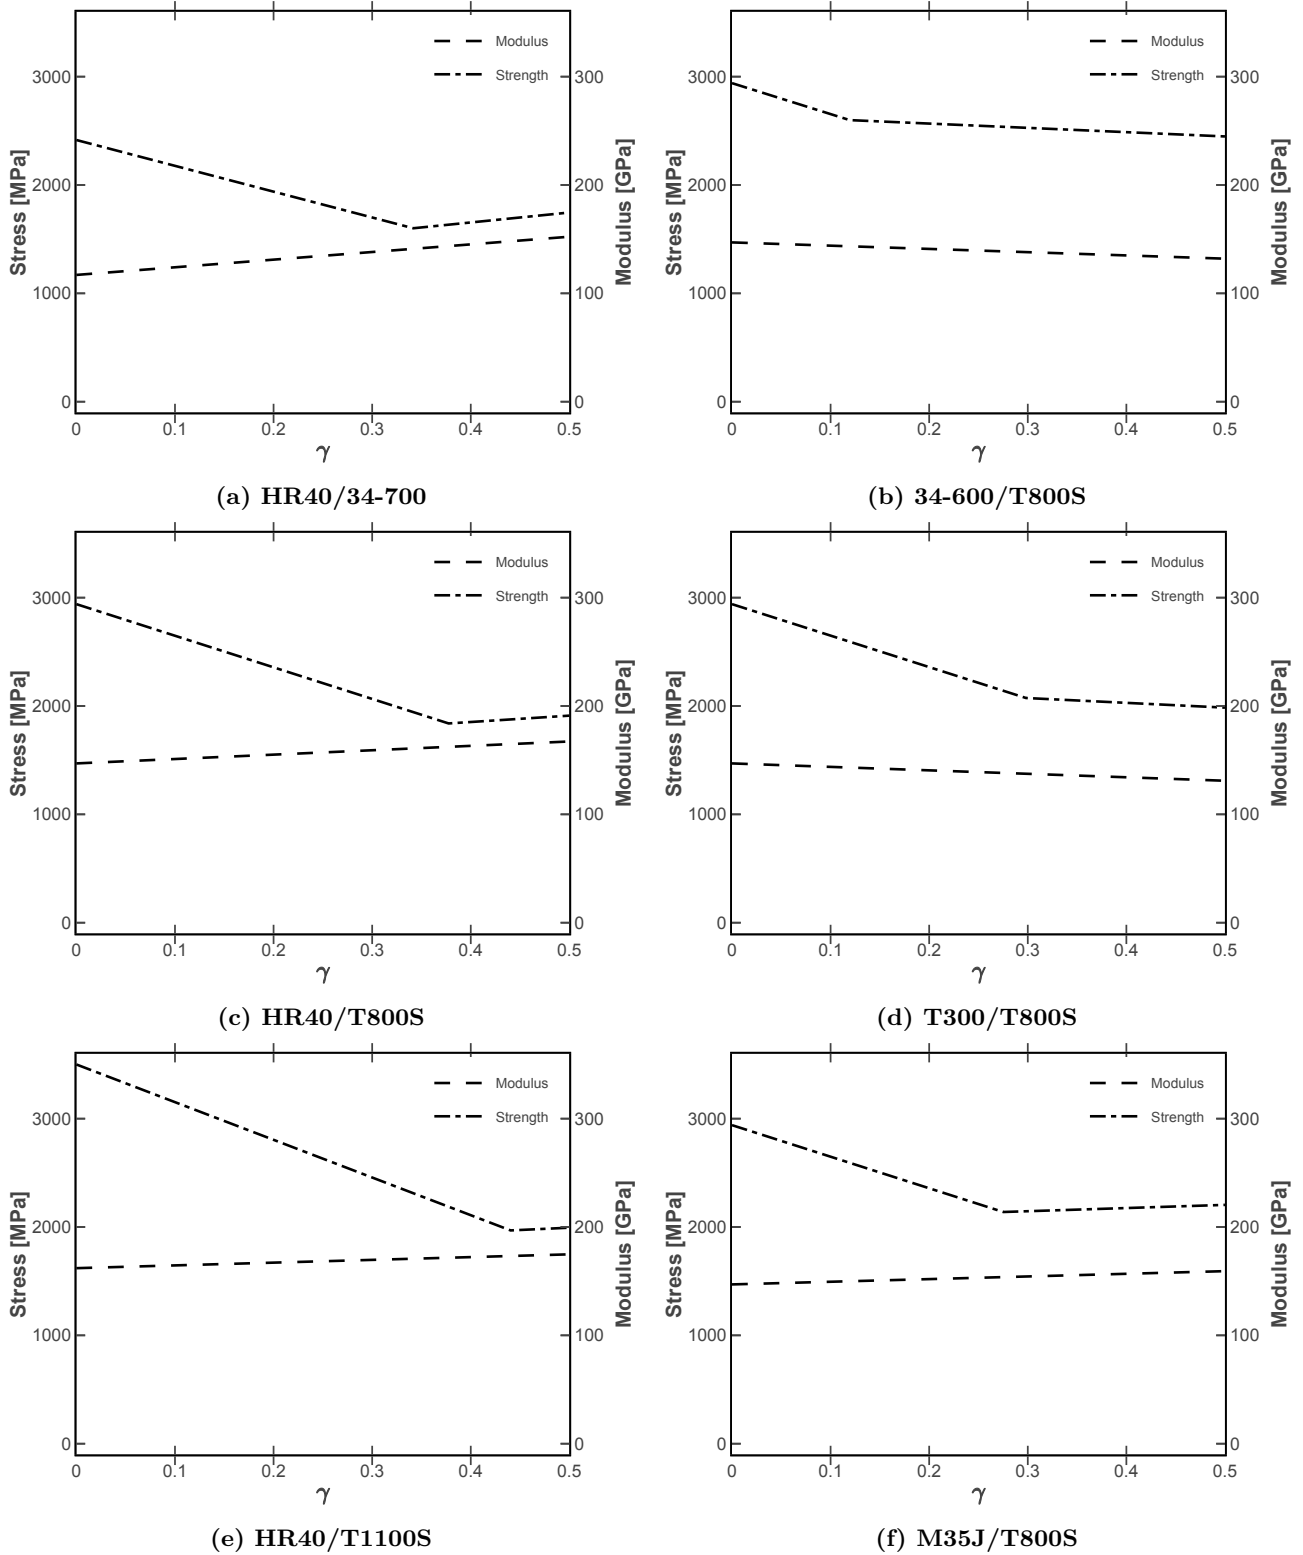 Modulus
Strength
3000
2000
1000
0
Stress [MPa]
300
200
100
0
Modulus [GPa]
0 0.1 0.2 0.3 0.4 0.5
γ
(a) HR40/34-700
Modulus
Strength
3000
2000
1000
0
Stress [MPa]
300
200
100
0
Modulus [GPa]
0 0.1 0.2 0.3 0.4 0.5
γ
(b) 34-600/T800S
Modulus
Strength
3000
2000
1000
0
Stress [MPa]
300
200
100
0
Modulus [GPa]
0 0.1 0.2 0.3 0.4 0.5
γ
(c) HR40/T800S
Modulus
Strength
3000
2000
1000
0
Stress [MPa]
300
200
100
0
Modulus [GPa]
0 0.1 0.2 0.3 0.4 0.5
γ
(d) T300/T800S
Modulus
Strength
3000
2000
1000
0
Stress [MPa]
300
200
100
0
Modulus [GPa]
0 0.1 0.2 0.3 0.4 0.5
γ
(e) HR40/T1100S
Modulus
Strength
3000
2000
1000
0
Stress [MPa]
300
200
100
0
Modulus [GPa]
0 0.1 0.2 0.3 0.4 0.5
γ
(f) M35J/T800S